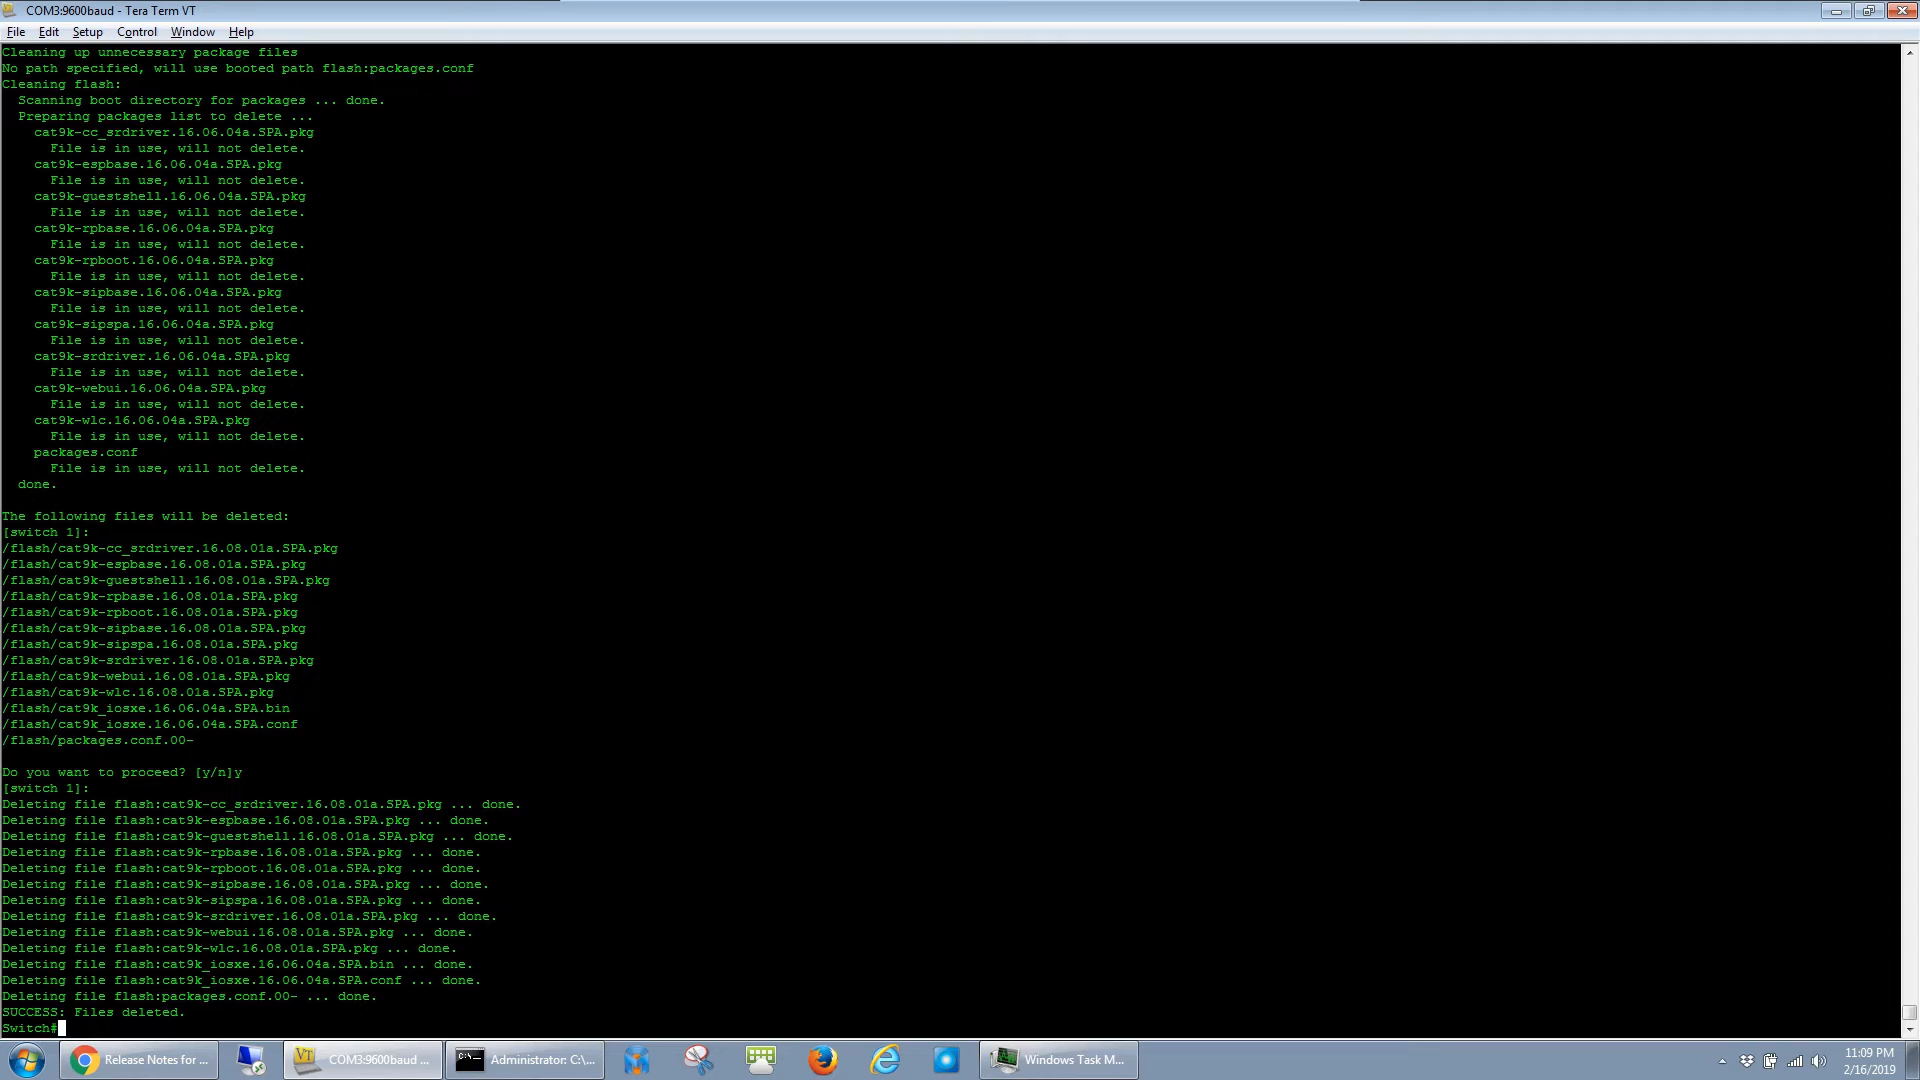 COM3:9600baud - Tera Term VT
File Edit Setup Control Window Help
Cleaning up unnecessary package files
No path specified, will use booted path flash:packages.conf
Cleaning flash:
  Scanning boot directory for packages ... done.
  Preparing packages list to delete ...
    cat9k-cc_srdriver.16.06.04a.SPA.pkg
      File is in use, will not delete.
    cat9k-espbase.16.06.04a.SPA.pkg
      File is in use, will not delete.
    cat9k-guestshell.16.06.04a.SPA.pkg
      File is in use, will not delete.
    cat9k-rpbase.16.06.04a.SPA.pkg
      File is in use, will not delete.
    cat9k-rpboot.16.06.04a.SPA.pkg
      File is in use, will not delete.
    cat9k-sipbase.16.06.04a.SPA.pkg
      File is in use, will not delete.
    cat9k-sipspa.16.06.04a.SPA.pkg
      File is in use, will not delete.
    cat9k-srdriver.16.06.04a.SPA.pkg
      File is in use, will not delete.
    cat9k-webui.16.06.04a.SPA.pkg
      File is in use, will not delete.
    cat9k-wlc.16.06.04a.SPA.pkg
      File is in use, will not delete.
    packages.conf
      File is in use, will not delete.
  done.
The following files will be deleted:
[switch 1]:
/flash/cat9k-cc_srdriver.16.08.01a.SPA.pkg
/flash/cat9k-espbase.16.08.01a.SPA.pkg
/flash/cat9k-guestshell.16.08.01a.SPA.pkg
/flash/cat9k-rpbase.16.08.01a.SPA.pkg
/flash/cat9k-rpboot.16.08.01a.SPA.pkg
/flash/cat9k-sipbase.16.08.01a.SPA.pkg
/flash/cat9k-sipspa.16.08.01a.SPA.pkg
/flash/cat9k-srdriver.16.08.01a.SPA.pkg
/flash/cat9k-webui.16.08.01a.SPA.pkg
/flash/cat9k-wlc.16.08.01a.SPA.pkg
/flash/cat9k_iosxe.16.06.04a.SPA.bin
/flash/cat9k_iosxe.16.06.04a.SPA.conf
/flash/packages.conf.00-
Do you want to proceed? [y/n]y
[switch 1]:
Deleting file flash:cat9k-cc_srdriver.16.08.01a.SPA.pkg ... done.
Deleting file flash:cat9k-espbase.16.08.01a.SPA.pkg ... done.
Deleting file flash:cat9k-guestshell.16.08.01a.SPA.pkg ... done.
Deleting file flash:cat9k-rpbase.16.08.01a.SPA.pkg ... done.
Deleting file flash:cat9k-rpboot.16.08.01a.SPA.pkg ... done.
Deleting file flash:cat9k-sipbase.16.08.01a.SPA.pkg ... done.
Deleting file flash:cat9k-sipspa.16.08.01a.SPA.pkg ... done.
Deleting file flash:cat9k-srdriver.16.08.01a.SPA.pkg ... done.
Deleting file flash:cat9k-webui.16.08.01a.SPA.pkg ... done.
Deleting file flash:cat9k-wlc.16.08.01a.SPA.pkg ... done.
Deleting file flash:cat9k_iosxe.16.06.04a.SPA.bin ... done.
Deleting file flash:cat9k_iosxe.16.06.04a.SPA.conf ... done.
Deleting file flash:packages.conf.00- ... done.
SUCCESS: Files deleted.
Switch#
Release Notes for ... COM3:9600baud ... Administrator: C:\... Windows Task M... 11:09 PM
2/16/2019